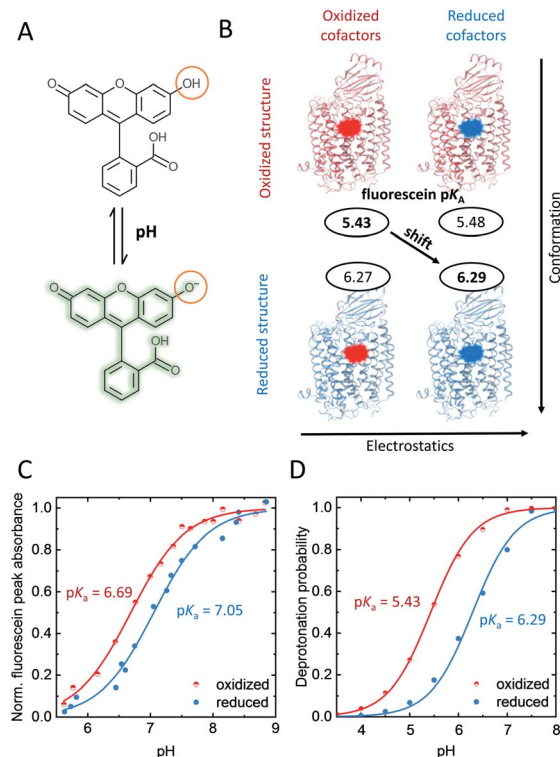 A
O
O
OH
OH
O
pH
O
O
O⁻
OH
O
B
Oxidized
cofactors
Reduced
cofactors
Oxidized structure
fluorescein pKA
5.43
5.48
shift
6.27
6.29
Reduced structure
Conformation
Electrostatics
C
Norm. fluorescein peak absorbance
1.0
0.8
0.6
0.4
0.2
0.0
pKa = 6.69
pKa = 7.05
oxidized
reduced
6
7
8
9
pH
D
Deprotonation probability
1.0
0.8
0.6
0.4
0.2
0.0
pKa = 5.43
pKa = 6.29
oxidized
reduced
4
5
6
7
8
pH